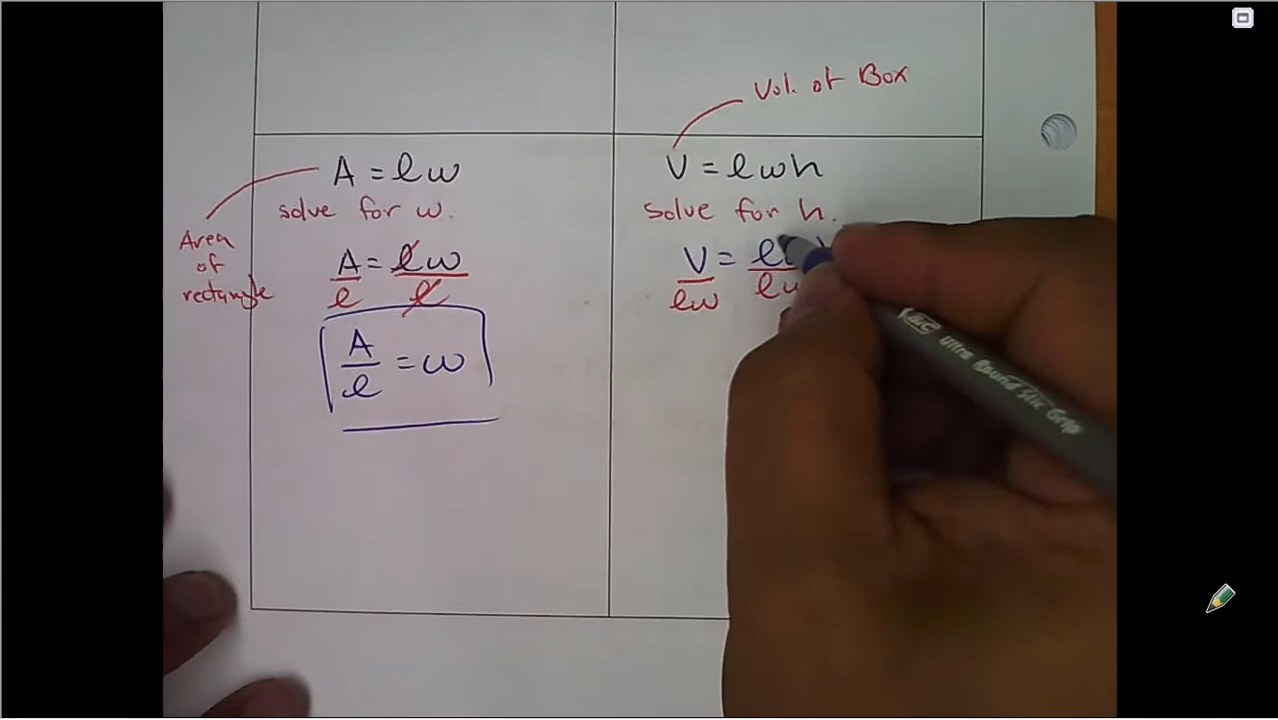 Vol. of Box
A = lw
solve for w.
Area
of
rectangle
A = lw
l l
A = w
l
V = lwh
solve for h.
V = l
lw l
BIC Ultra Round Stic Grip